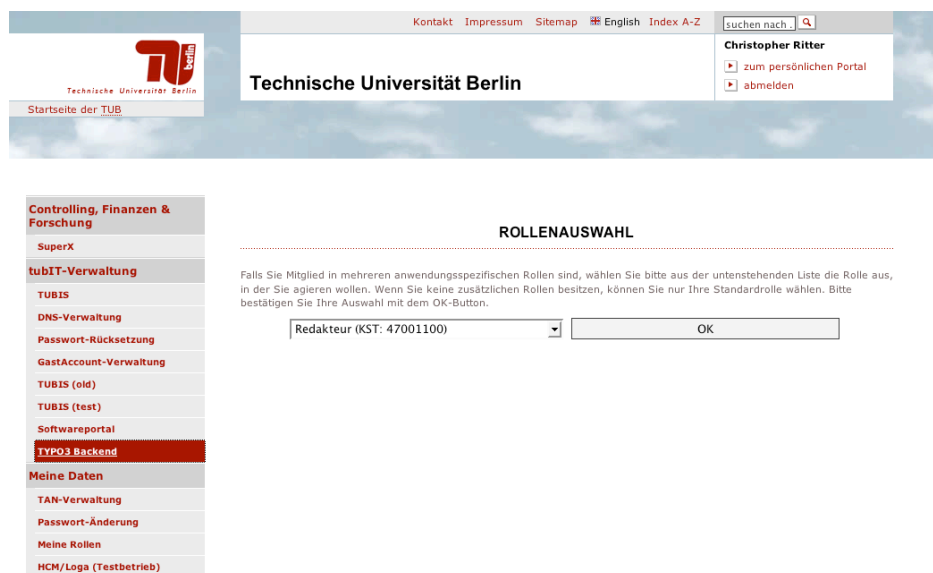 Kontakt Impressum Sitemap English Index A-Z
suchen nach .
Christopher Ritter
zum persönlichen Portal
abmelden
berlin
Technische Universität Berlin
Technische Universität Berlin
Startseite der TUB
Controlling, Finanzen &
Forschung
SuperX
tubIT-Verwaltung
TUBIS
DNS-Verwaltung
Passwort-Rücksetzung
GastAccount-Verwaltung
TUBIS (old)
TUBIS (test)
Softwareportal
TYPO3 Backend
Meine Daten
TAN-Verwaltung
Passwort-Änderung
Meine Rollen
HCM/Loga (Testbetrieb)
ROLLENAUSWAHL
Falls Sie Mitglied in mehreren anwendungsspezifischen Rollen sind, wählen Sie bitte aus der untenstehenden Liste die Rolle aus,
in der Sie agieren wollen. Wenn Sie keine zusätzlichen Rollen besitzen, können Sie nur Ihre Standardrolle wählen. Bitte
bestätigen Sie Ihre Auswahl mit dem OK-Button.
Redakteur (KST: 47001100)
OK